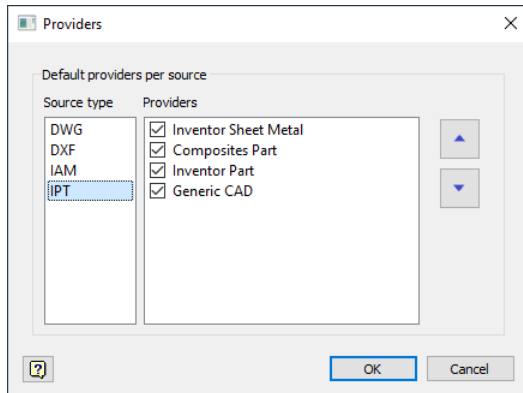 Providers
Default providers per source
Source type Providers
DWG
DXF
IAM
IPT
Inventor Sheet Metal
Composites Part
Inventor Part
Generic CAD
?
OK Cancel